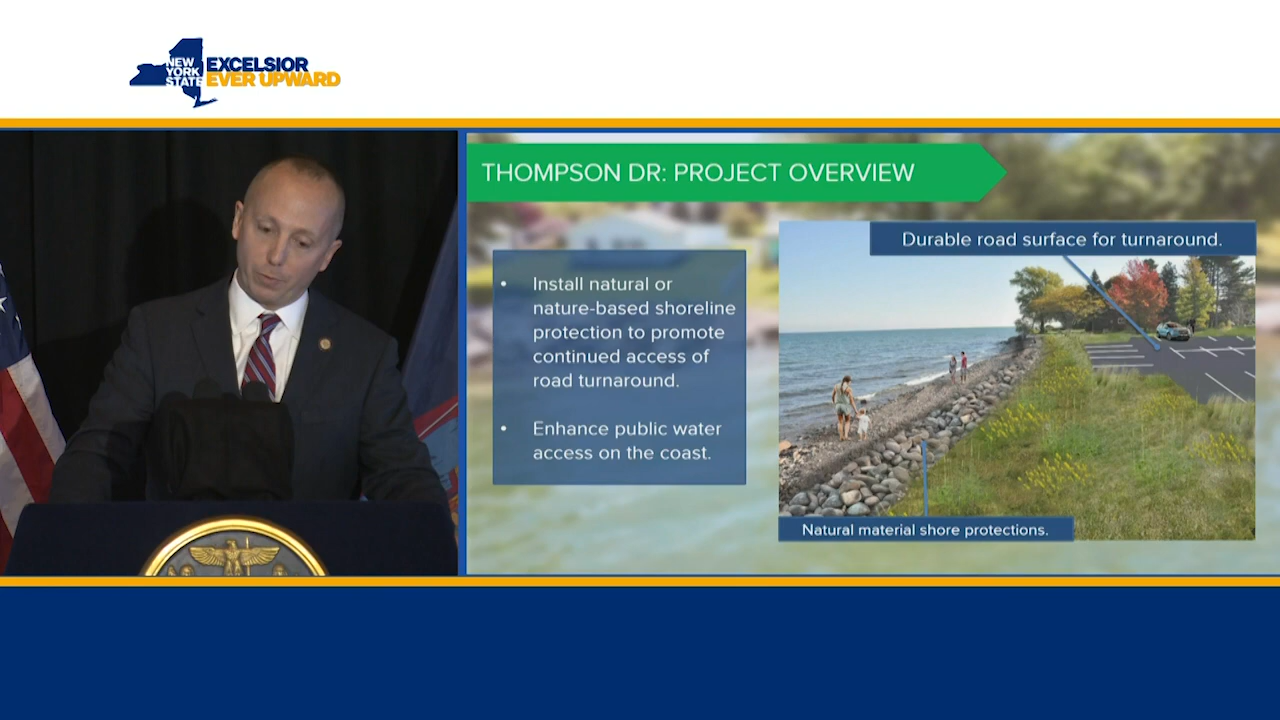 NEW
YORK
STATE
EXCELSIOR
EVER UPWARD
THOMPSON DR: PROJECT OVERVIEW
• Install natural or
nature-based shoreline
protection to promote
continued access of
road turnaround.
• Enhance public water
access on the coast.
Durable road surface for turnaround.
Natural material shore protections.